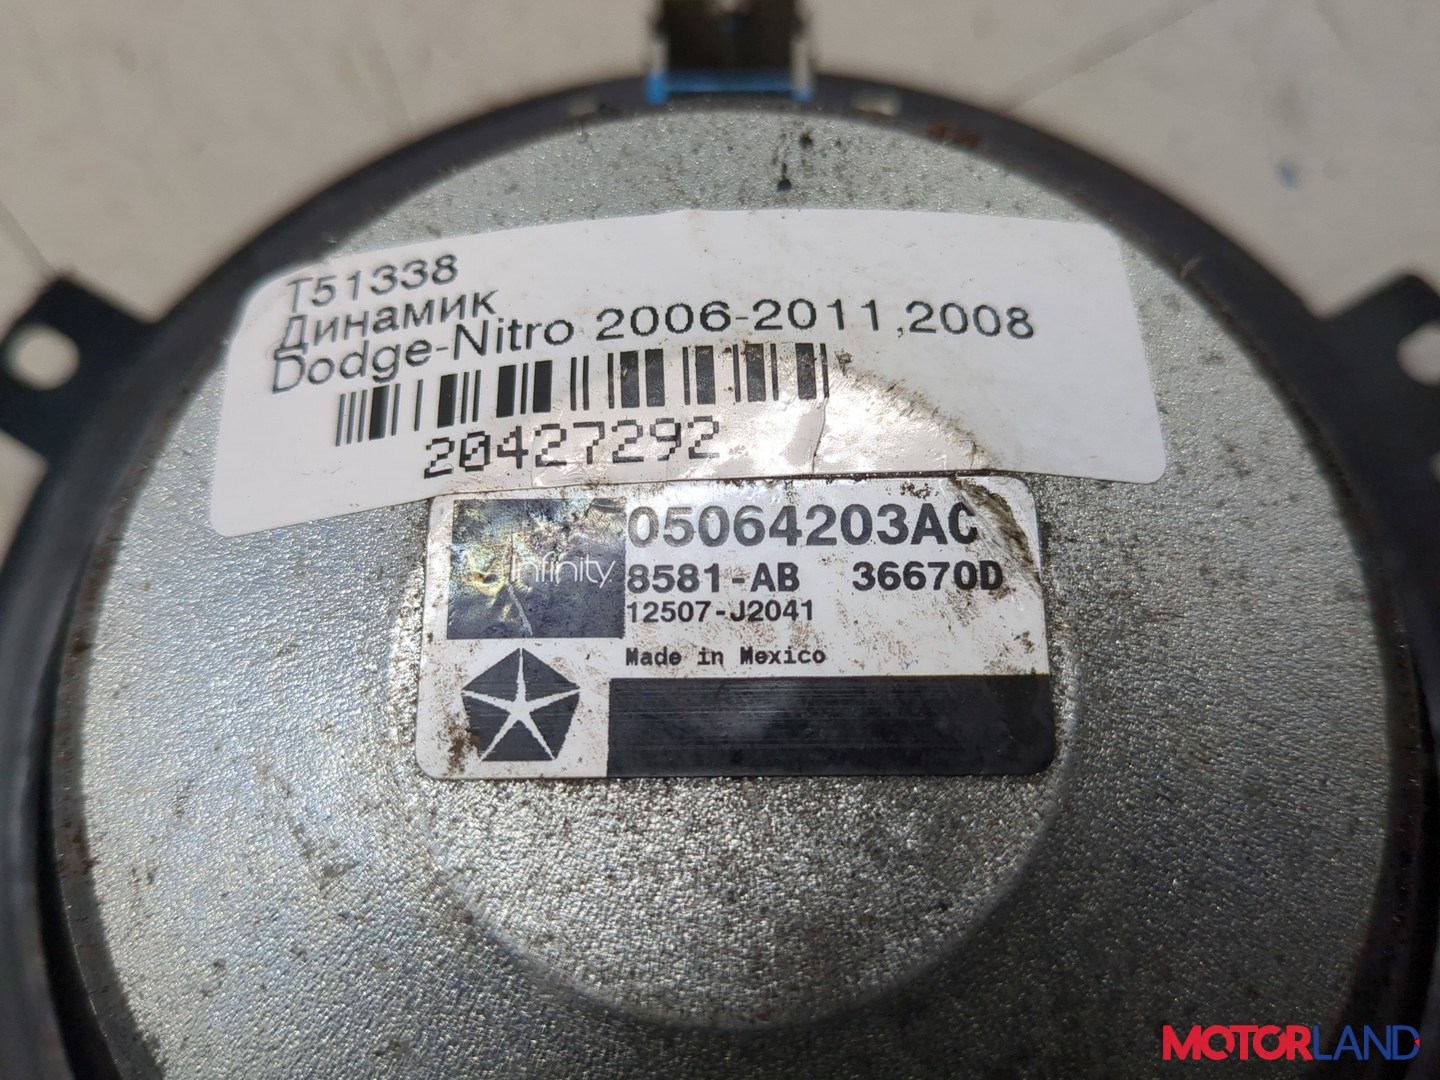 T51338
Динамик
Dodge-Nitro 2006-2011,2008
20427292
05064203AC
Infinity
8581-AB 36670D
12507-J2041
Made in Mexico
MOTORLAND